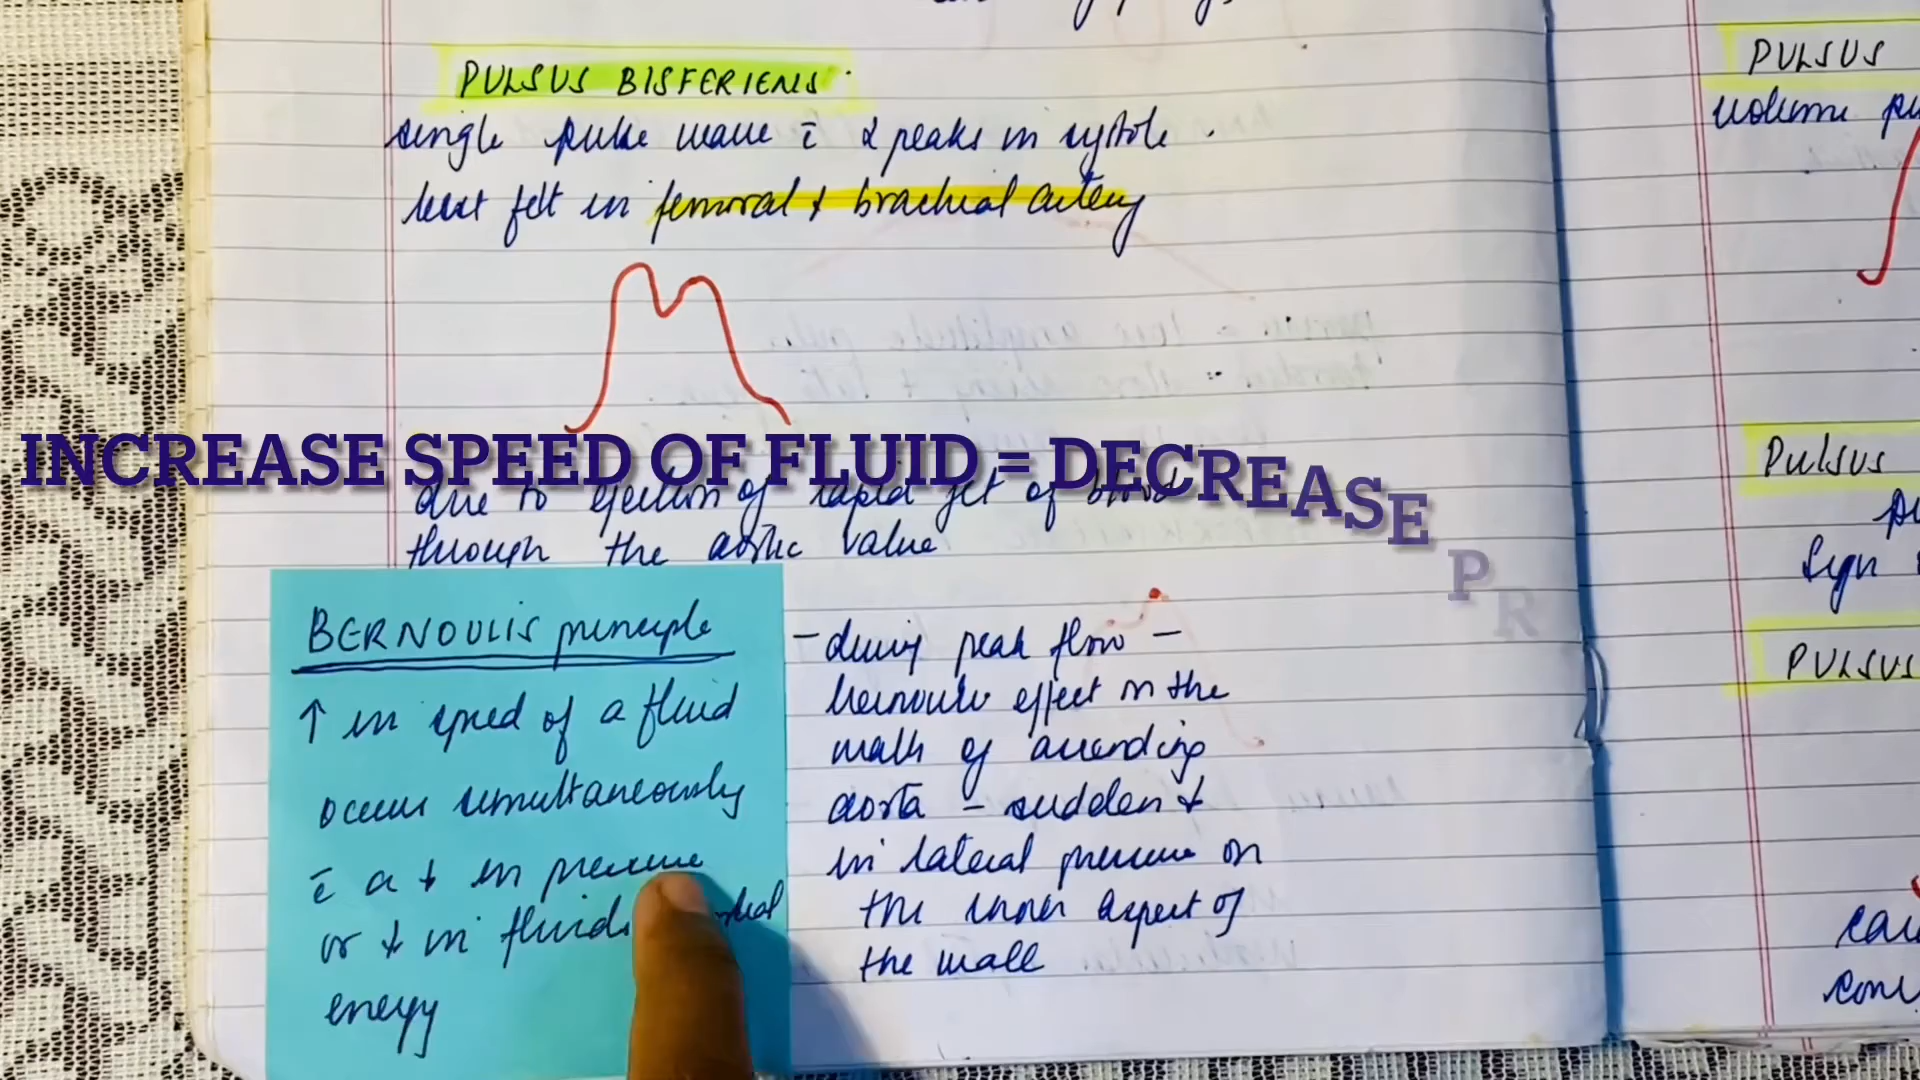 PULSUS BISFERIENS
single pulse wave c̄ 2 peaks in systole.
best felt in femoral & brachial artery
INCREASE SPEED OF FLUID = DECREASE PR
due to ejection of rapid jet of blood
through the aortic valve
BERNOULIS principle
↑ in speed of a fluid
occurs simultaneously
c̄ a ↓ in pressure
or ↓ in fluids
energy
- during peak flow -
bernoulis effect on the
walls of ascending
aorta - sudden ↓
in lateral pressure on
the inner aspect of
the wall
PULSUS
volume
PULSUS
sign
PULSUS